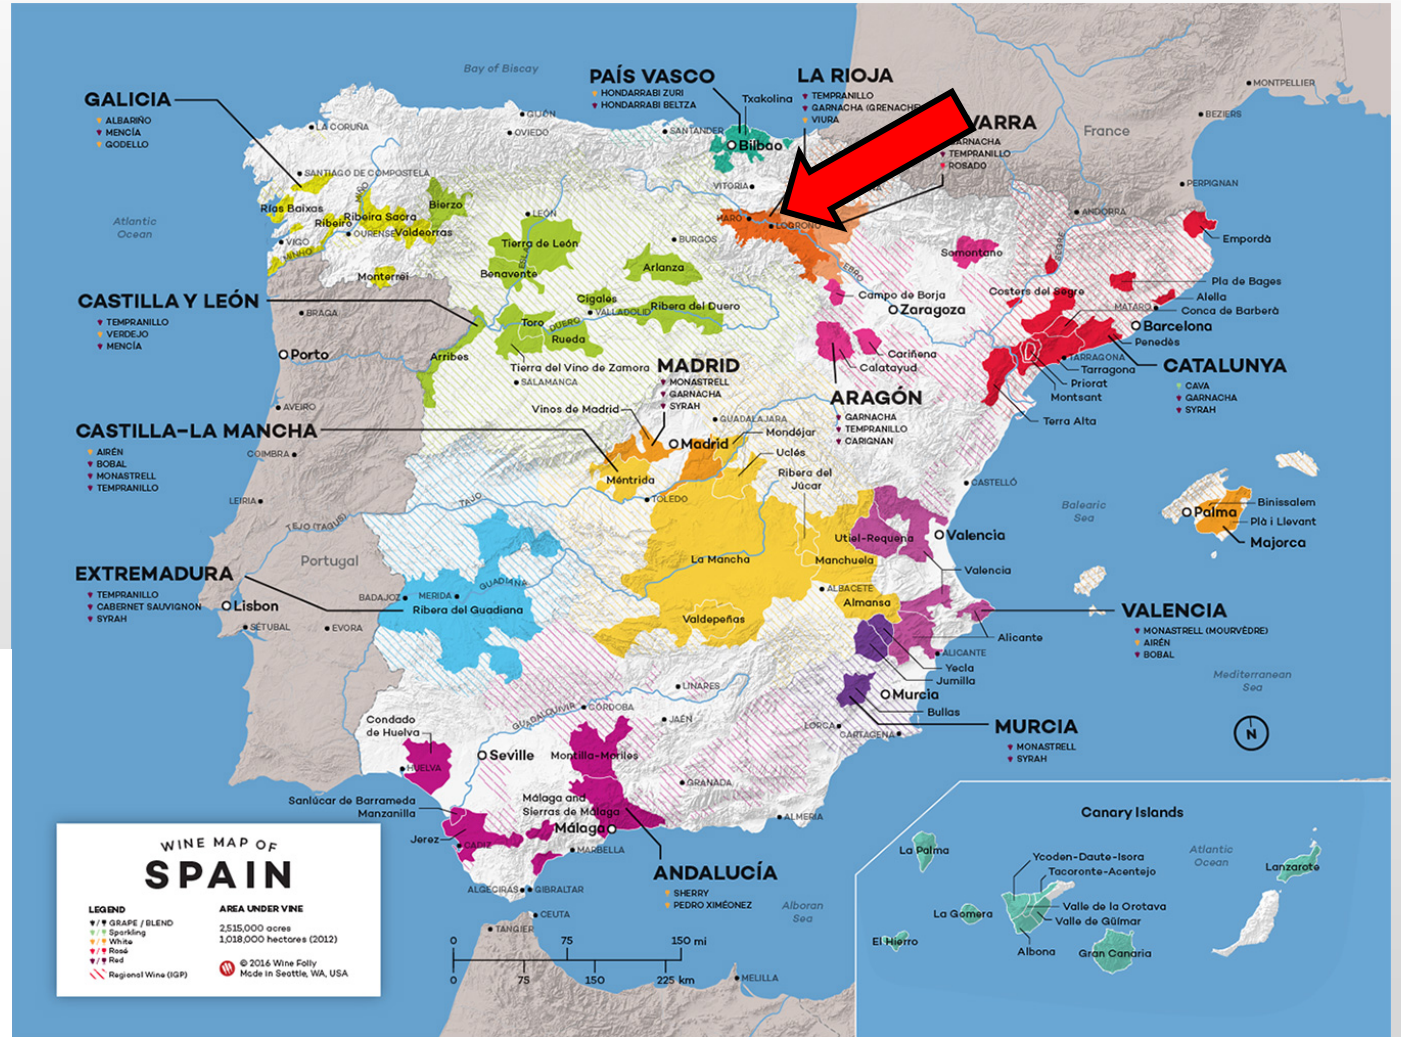 Bay of Biscay
PAÍS VASCO
HONDARRABI ZURI
HONDARRABI BELTZA
Txakolina
LA RIOJA
TEMPRANILLO
GARNACHA (GRENACHE
VIURA
MONTPELLIER
BEZIERS
GALICIA
ALBARIÑO
MENCÍA
GODELLO
LA CORUÑA
GIJÓN
OVIEDO
SANTANDER
Bilbao
VARRA
GARNACHA
TEMPRANILLO
ROSADO
France
PERPIGNAN
SANTIAGO DE COMPOSTELA
VITORIA
ANDORRA
Atlantic
Ocean
Rías Baixas
Ribeiro
Ribeira Sacra
Bierzo
LEÓN
OURENSE
Valdeorras
VIGO
MINHO
MIÑO
HARO
LOGROÑO
BURGOS
EBRO
SEGRE
Empordà
Somontano
Tierra de León
ESLA
Benavente
Arlanza
Monterrei
Costers del Segre
Pla de Bages
Alella
Conca de Barberà
MATARO
Barcelona
Penedès
CASTILLA Y LEÓN
TEMPRANILLO
VERDEJO
MENCÍA
BRAGA
Cigales
VALLADOLID
Ribera del Duero
Campo de Borja
Zaragoza
Toro
DUERO
Rueda
Porto
Arribes
Tierra del Vino de Zamora
SALAMANCA
MADRID
MONASTRELL
GARNACHA
SYRAH
Cariñena
Calatayud
TARRAGONA
Tarragona
Priorat
Montsant
Terra Alta
CATALUNYA
CAVA
GARNACHA
SYRAH
ARAGÓN
GARNACHA
TEMPRANILLO
CARIGNAN
AVEIRO
Vinos de Madrid
GUADALAJARA
Mondéjar
Madrid
Uclés
CASTILLA–LA MANCHA
AIRÉN
BOBAL
MONASTRELL
TEMPRANILLO
COIMBRA
Méntrida
TOLEDO
Ribera del
Júcar
CASTELLÓ
LEIRIA
TAJO
TEJO (TAGUS)
Balearic
Sea
Palma
Binissalem
Plà i Llevant
Majorca
Portugal
Utiel-Requena
Valencia
La Mancha
Manchuela
Valencia
EXTREMADURA
TEMPRANILLO
CABERNET SAUVIGNON
SYRAH
Lisbon
SETÚBAL
EVORA
BADAJOZ
MERIDA
GUADIANA
Ribera del Guadiana
ALBACETE
Almansa
Valdepeñas
VALENCIA
MONASTRELL (MOURVÈDRE)
AIRÉN
BOBAL
Alicante
ALICANTE
Yecla
Jumilla
Mediterranean
Sea
LINARES
Murcia
Bullas
GUADALQUIVIR
CÓRDOBA
JAÉN
LORCA
CARTAGENA
MURCIA
MONASTRELL
SYRAH
N
Condado
de Huelva
HUELVA
Seville
Montilla-Moriles
GRANADA
Sanlúcar de Barrameda
Manzanilla
Málaga and
Sierras de Málaga
Málaga
ALMERIA
Jerez
CADIZ
MARBELLA
ANDALUCÍA
SHERRY
PEDRO XIMÉONEZ
ALGECIRAS
GIBRALTAR
CEUTA
TANGIER
Alboran
Sea
MELILLA
0 75 150 mi
0 75 150 225 km
WINE MAP OF
SPAIN
LEGEND
GRAPE / BLEND
Sparkling
White
Rosé
Red
Regional Wine (IGP)
AREA UNDER VINE
2,515,000 acres
1,018,000 hectores (2012)
© 2016 Wine Folly
Made in Seattle, WA, USA
Canary Islands
La Palma
Ycoden-Daute-Isora
Tacoronte-Acentejo
Atlantic
Ocean
Lanzarote
La Gomera
Valle de la Orotava
Valle de Güímar
El Hierro
Albona
Gran Canaria